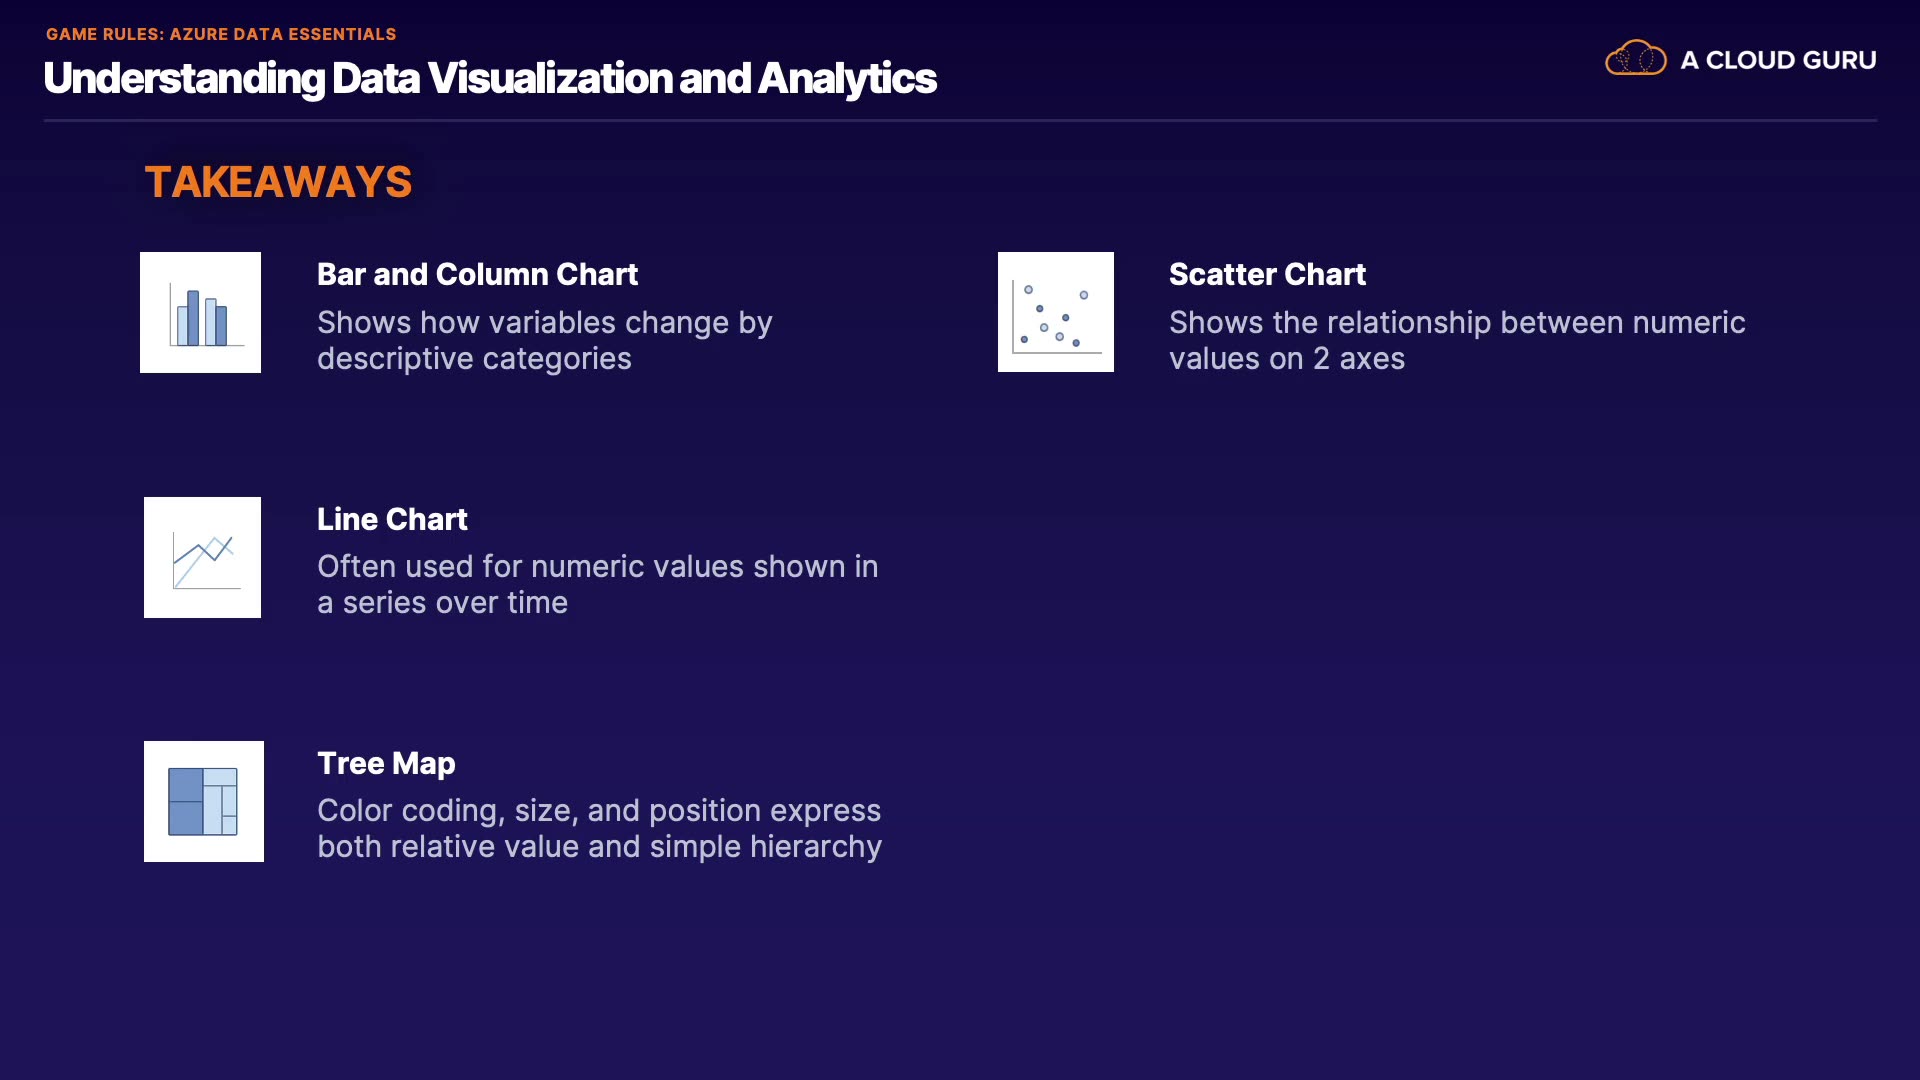 GAME RULES: AZURE DATA ESSENTIALS
Understanding Data Visualization and Analytics
A CLOUD GURU
TAKEAWAYS
Bar and Column Chart
Shows how variables change by
descriptive categories
Scatter Chart
Shows the relationship between numeric
values on 2 axes
Line Chart
Often used for numeric values shown in
a series over time
Tree Map
Color coding, size, and position express
both relative value and simple hierarchy